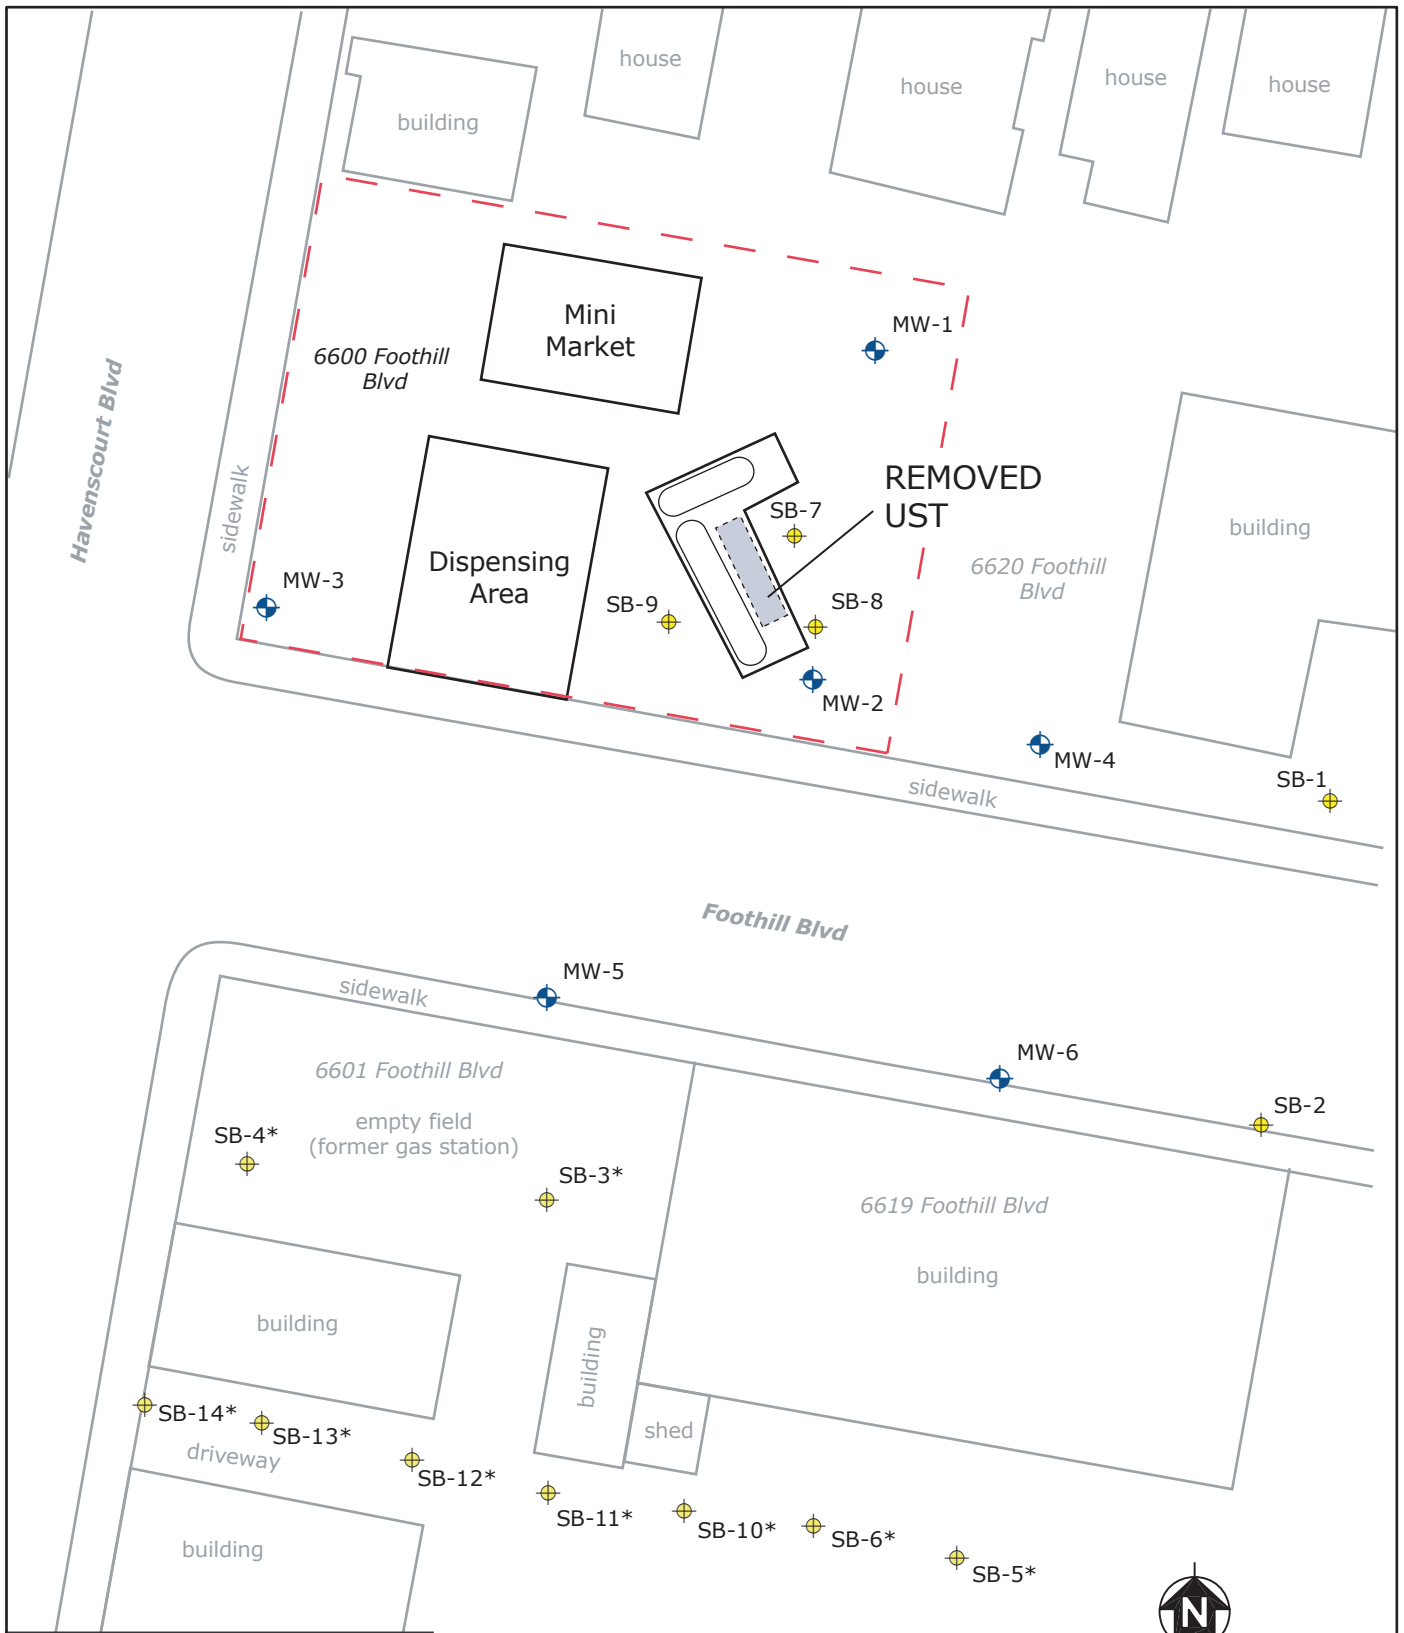 house
house
house
house
building
MW-1
Mini
Market
6600 Foothill
Blvd
Havenscourt Blvd
sidewalk
REMOVED
UST
SB-7
building
Dispensing
Area
6620 Foothill
Blvd
MW-3
SB-9
SB-8
MW-2
MW-4
SB-1
sidewalk
Foothill Blvd
MW-5
sidewalk
MW-6
6601 Foothill Blvd
SB-2
empty field
(former gas station)
SB-4*
SB-3*
6619 Foothill Blvd
building
building
building
shed
SB-14*
SB-13*
driveway
SB-12*
SB-11*
SB-10*
SB-6*
SB-5*
building
N